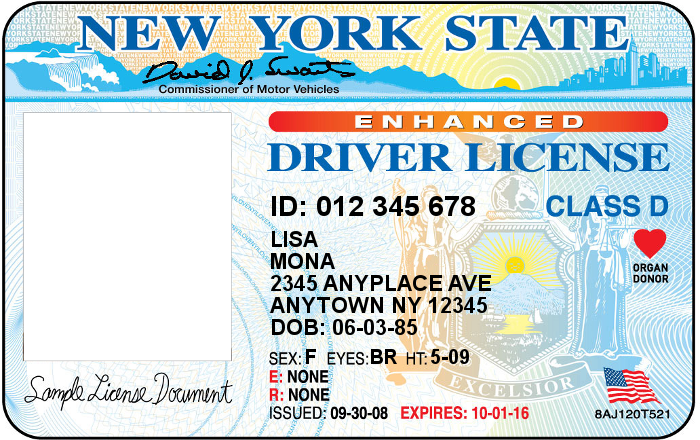 NEW YORK STATE
David J. Swarts
Commissioner of Motor Vehicles
ENHANCED
DRIVER LICENSE
ID: 012 345 678 CLASS D
LISA
MONA
2345 ANYPLACE AVE
ANYTOWN NY 12345
DOB: 06-03-85
ORGAN
DONOR
SEX: F EYES: BR HT: 5-09
E: NONE
R: NONE
EXCELSIOR
ISSUED: 09-30-08 EXPIRES: 10-01-16
8AJ120T521
Sample License Document